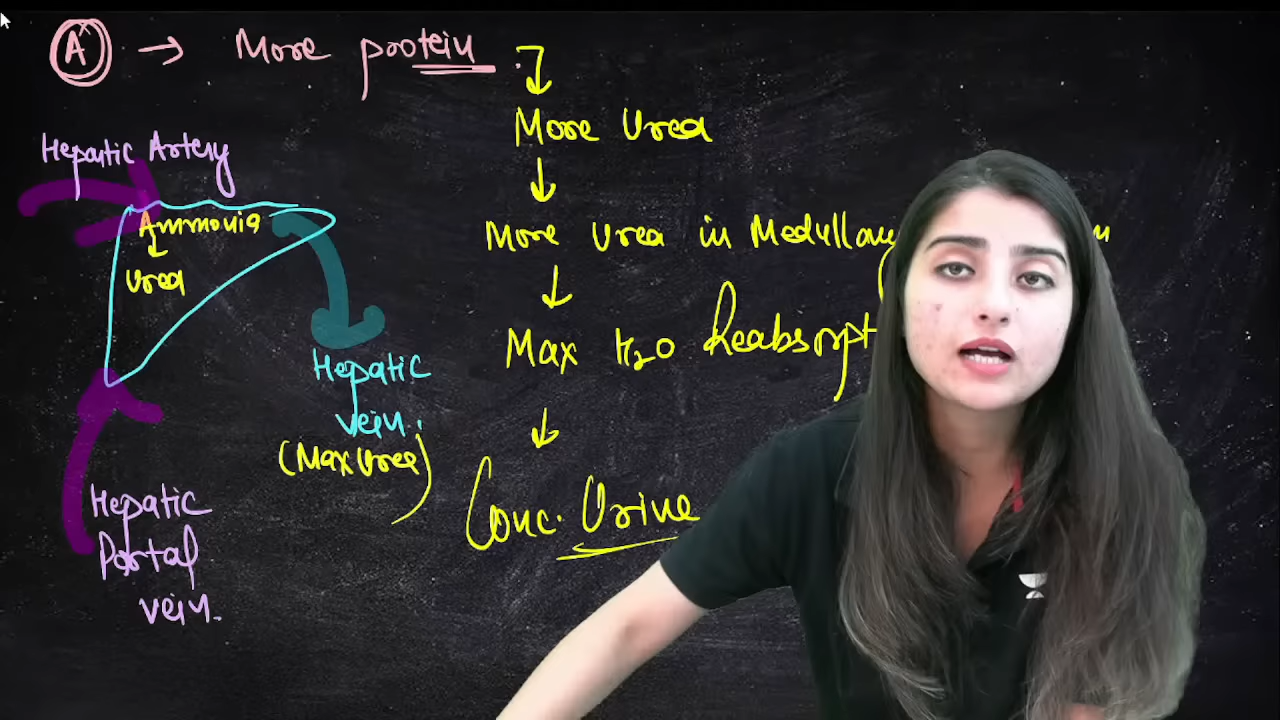 A → More protein
More Urea
Hepatic Artery
Ammonia
Urea
More Urea in Medullary
Max H₂O Reabsorpt
Hepatic
vein.
(Max Urea)
Conc. Urine
Hepatic
Portal
vein.